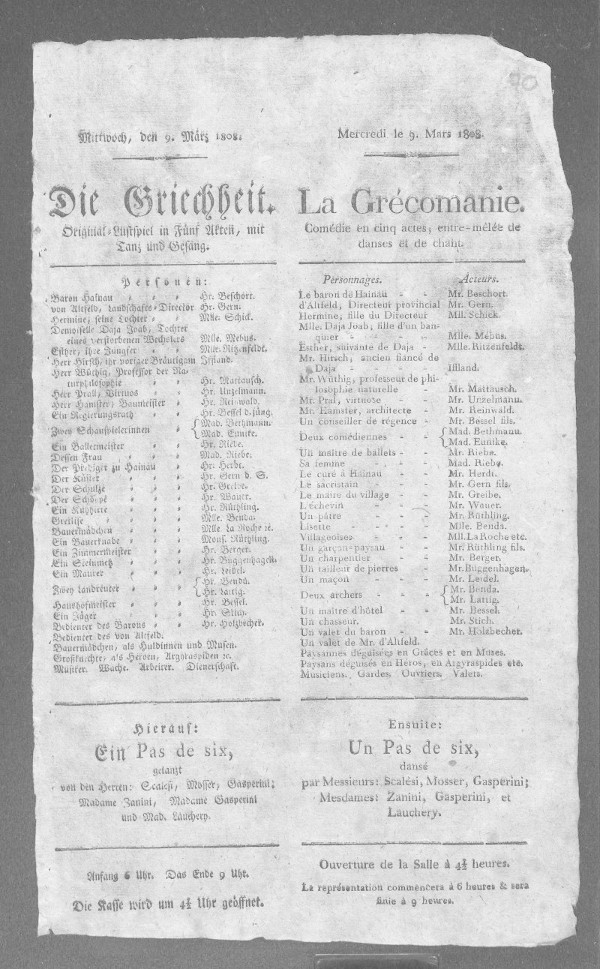 90
Mittwoch, den 9. März 1808.
Die Griechheit.
Original-Lustspiel in Fünf Akten, mit
Tanz und Gesang.
Personen:
Baron Hainau - - - Hr. Beschort.
von Altfeld, Landschafts-Director Hr. Gern.
Hermine, seine Tochter - - Mlle. Schick.
Demoiselle Daja Joab, Tochter
eines verstorbenen Wechslers Mlle. Mebus.
Esther, ihre Jungfer - - Mlle. Ritzenfeldt.
Herr Hirsch, ihr voriger Bräutigam Iffland.
Herr Wüthig, Professor der Na-
turphilosophie - - - Hr. Mattausch.
Herr Prall, Virtuos - - Hr. Unzelmann.
Herr Hamster, Baumeister - Hr. Reinwald.
Ein Regierungsrath - - Hr. Bessel d. jüng.
Zwei Schauspielerinnen - { Mad. Bethmann.
Mad. Eunike.
Ein Balletmeister - - Hr. Riebe.
Dessen Frau - - - Mad. Riebe.
Der Prediger zu Hainau - Hr. Herdt.
Der Küster - - - Hr. Gern d. S.
Der Schulze - - - Hr. Greibe.
Der Schöppe - - - Hr. Wauer.
Ein Kuhhirte - - - Hr. Rüthling.
- - - Mlle. Benda.
Bauermädchen - - - Mlle. La Roche ec.
Ein Bauerknabe - - - Mons. Rüthling.
Ein Zimmermeister - - Hr. Berger.
Ein Steinmetz - - - Hr. Buggenhagen.
Ein Maurer - - - Hr. Leidel.
Zwey Landreuter - - { Hr. Benda.
Hr. Lattig.
Haushofmeister - - - Hr. Bessel.
Ein Jäger - - - Hr. Stich.
Bedienter des Barons - - Hr. Holzbecher.
Bedienter des von Altfeld.
Bauermädchen, als Huldinnen und Musen.
Großknechte, als Heroen, Argyraspiden ec.
Musiker. Wache. Arbeiter. Dienerschaft.
Hierauf:
Ein Pas de six,
getanzt
von den Herren: Scalesi, Mosser, Gasperini;
Madame Zanini, Madame Gasperini
und Mad. Lauchery.
Anfang 6 Uhr. Das Ende 9 Uhr.
Die Kasse wird um 4½ Uhr geöffnet.
Mercredi le 9. Mars 1808.
La Grécomanie.
Comédie en cinq actes, entre-mêlée de
danses et de chant.
Personnages. Acteurs.
Le baron de Hainau - - Mr. Beschort.
d'Altfeld, Directeur provincial Mr. Gern.
Hermine, fille du Directeur Mll. Schick.
Mlle. Daja Joab, fille d'un ban-
quier - - - - Mlle. Mébus.
Esther, suivante de Daja - Mlle. Ritzenfeldt.
Mr. Hirsch, ancien fiancé de
Daja - - - - Iffland.
Mr. Wüthig, professeur de phi-
losophie naturelle - - Mr. Mattausch.
Mr. Pral, virtuose - - Mr. Unzelmann.
Mr. Hamster, architecte - Mr. Reinwald.
Un conseiller de régence - Mr. Bessel fils.
Deux comédiennes - - { Mad. Bethmann.
Mad. Eunike.
Un maître de ballets - - Mr. Riebe.
Sa femme - - - Mad. Riebe.
Le curé à Hainau - - Mr. Herdt.
Le sacristain - - - Mr. Gern fils.
Le maire du village - - Mr. Greibe.
L'échevin - - - Mr. Wauer.
Un pâtre - - - Mr. Rüthling.
Lisette - - - - Mlle. Benda.
Villageoises - - - Mll. La Roche etc.
Un garçon-paysan - - Mr. Rüthling fils.
Un charpentier - - - Mr. Berger.
Un tailleur de pierres - Mr. Buggenhagen.
Un maçon - - - Mr. Leidel.
Deux archers - - - { Mr. Benda.
Mr. Lattig.
Un maître d'hôtel - - Mr. Bessel.
Un chasseur. - - - Mr. Stich.
Un valet du baron - - Mr. Holzbecher.
Un valet de Mr. d'Altfeld.
Paysannes déguisées en Grâces et en Muses.
Paysans déguisés en Héros, en Argyraspides etc.
Musiciens. Gardes. Ouvriers. Valets.
Ensuite:
Un Pas de six,
dansé
par Messieurs: Scalési, Mosser, Gasperini;
Mesdames: Zanini, Gasperini, et
Lauchery.
Ouverture de la Salle à 4½ heures.
La représentation commencera à 6 heures & sera
finie à 9 heures.